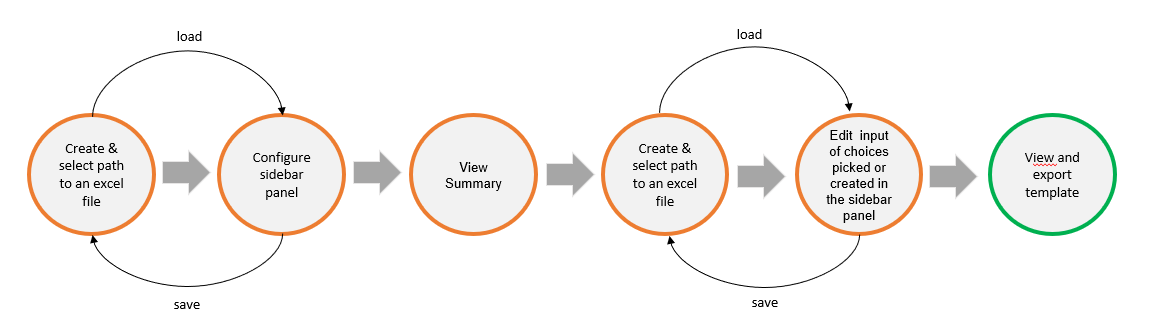 load
load
Create &
select path
to an excel
file
Configure
sidebar
panel
View
Summary
Create &
select path
to an excel
file
Edit input
of choices
picked or
created in
the sidebar
panel
View and
export
template
save
save